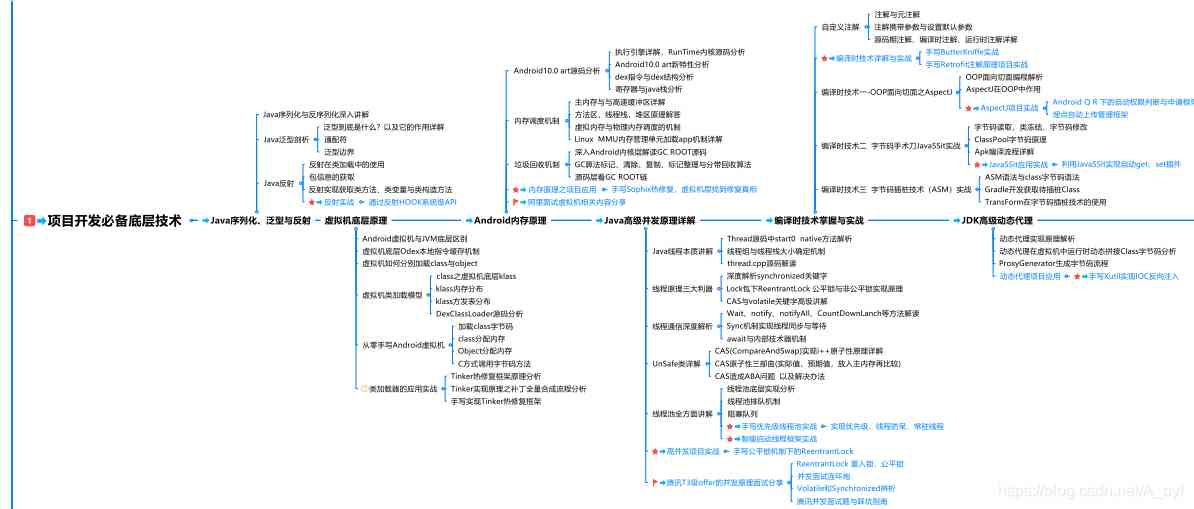 1 项目开发必备底层技术
Java序列化、泛型与反射
Java序列化与反序列化深入讲解
Java泛型剖析
泛型到底是什么？以及它的作用详解
通配符
泛型边界
Java反射
反射在类加载中的使用
包信息的获取
反射实现获取类方法、类变量与类构造方法
反射实战
通过反射HOOK系统级API
虚拟机底层原理
Android虚拟机与JVM底层区别
虚拟机底层Odex本地指令缓存机制
虚拟机如何分别加载class与object
虚拟机类加载模型
class之虚拟机底层klass
klass内存分布
klass方发表分布
DexClassLoader源码分析
从零手写Android虚拟机
加载class字节码
class分配内存
Object分配内存
C方式调用字节码方法
类加载器的应用实战
Tinker热修复框架原理分析
Tinker实现原理之补丁全量合成流程分析
手写实现Tinker热修复框架
Android内存原理
Android10.0 art源码分析
执行引擎详解，RunTime内核源码分析
Android10.0 art新特性分析
dex指令与dex结构分析
寄存器与java栈分析
内存调度机制
主内存与与高速缓冲区详解
方法区、线程栈、堆区原理解答
虚拟内存与物理内存调度的机制
Linux MMU内存管理单元加载app机制详解
垃圾回收机制
深入Android内核层解读GC ROOT源码
GC算法标记、清除、复制、标记整理与分带回收算法
源码层看GC ROOT链
内存原理之项目应用
手写Sophix热修复，虚拟机层找到修复真相
阿里面试虚拟机相关内容分享
Java高级并发原理详解
Java线程本质讲解
Thread源码中start0 native方法解析
线程组与线程栈大小确定机制
thread.cpp源码解读
线程原理三大利器
深度解析synchronized关键字
Lock包下ReentrantLock 公平锁与非公平锁实现原理
CAS与volatile关键字高级讲解
线程通信深度解析
Wait、notify、notifyAll、CountDownLanch等方法解读
Sync机制实现线程同步与等待
await与内部技术器机制
UnSafe类详解
CAS(CompareAndSwap)实现i++原子性原理详解
CAS原子性三部曲(实际值、预期值，放入主内存再比较)
CAS造成ABA问题 以及解决办法
线程池全方面讲解
线程池底层实现分析
线程池排队机制
阻塞队列
手写优先级线程池实战
实现优先级、线程防呆、常驻线程
智慢启动线程框架实战
高并发项目实战
手写公平锁机制下的ReentrantLock
腾讯T3级offer的并发原理面试分享
ReentrantLock 重入锁、公平锁
并发面试连环炮
Volatile和Synchronized辨析
腾讯并发面试题与踩坑指南
编译时技术掌握与实战
自定义注解
注解与元注解
注解携带参数与设置默认参数
源码期注解、编译时注解、运行时注解详解
编译时技术详解与实战
手写ButterKniffe实战
手写Retrofit注解原理项目实战
编译时技术一-OOP面向切面之AspectJ
OOP面向切面编程解析
AspectJ在OOP中作用
AspectJ项目实战
Android Q R 下的自动权限判断与申请框
埋点自动上传管理框架
编译时技术二 字节码手术刀JavaSSit实战
字节码读取，类冻结、字节码修改
ClassPool字节码原理
Apk编译流程详解
JavaSSit应用实战
利用JavaSSit实现自动get，set插件
编译时技术三 字节码插桩技术（ASM）实战
ASM语法与class字节码语法
Gradle开发获取待插桩Class
TransForm在字节码插桩技术的使用
JDK高级动态代理
动态代理实现原理解析
动态代理在虚拟机中运行时动态拼接Class字节码分析
ProxyGenerator生成字节码流程
动态代理项目应用
手写Xutil实现IOC反向注入
https://blog.csdn.net/A_pyf